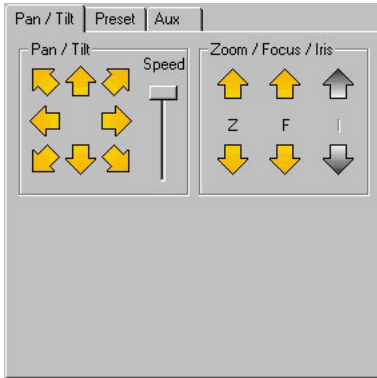 Pan / Tilt Preset Aux
Pan / Tilt
Speed
Zoom / Focus / Iris
Z F I